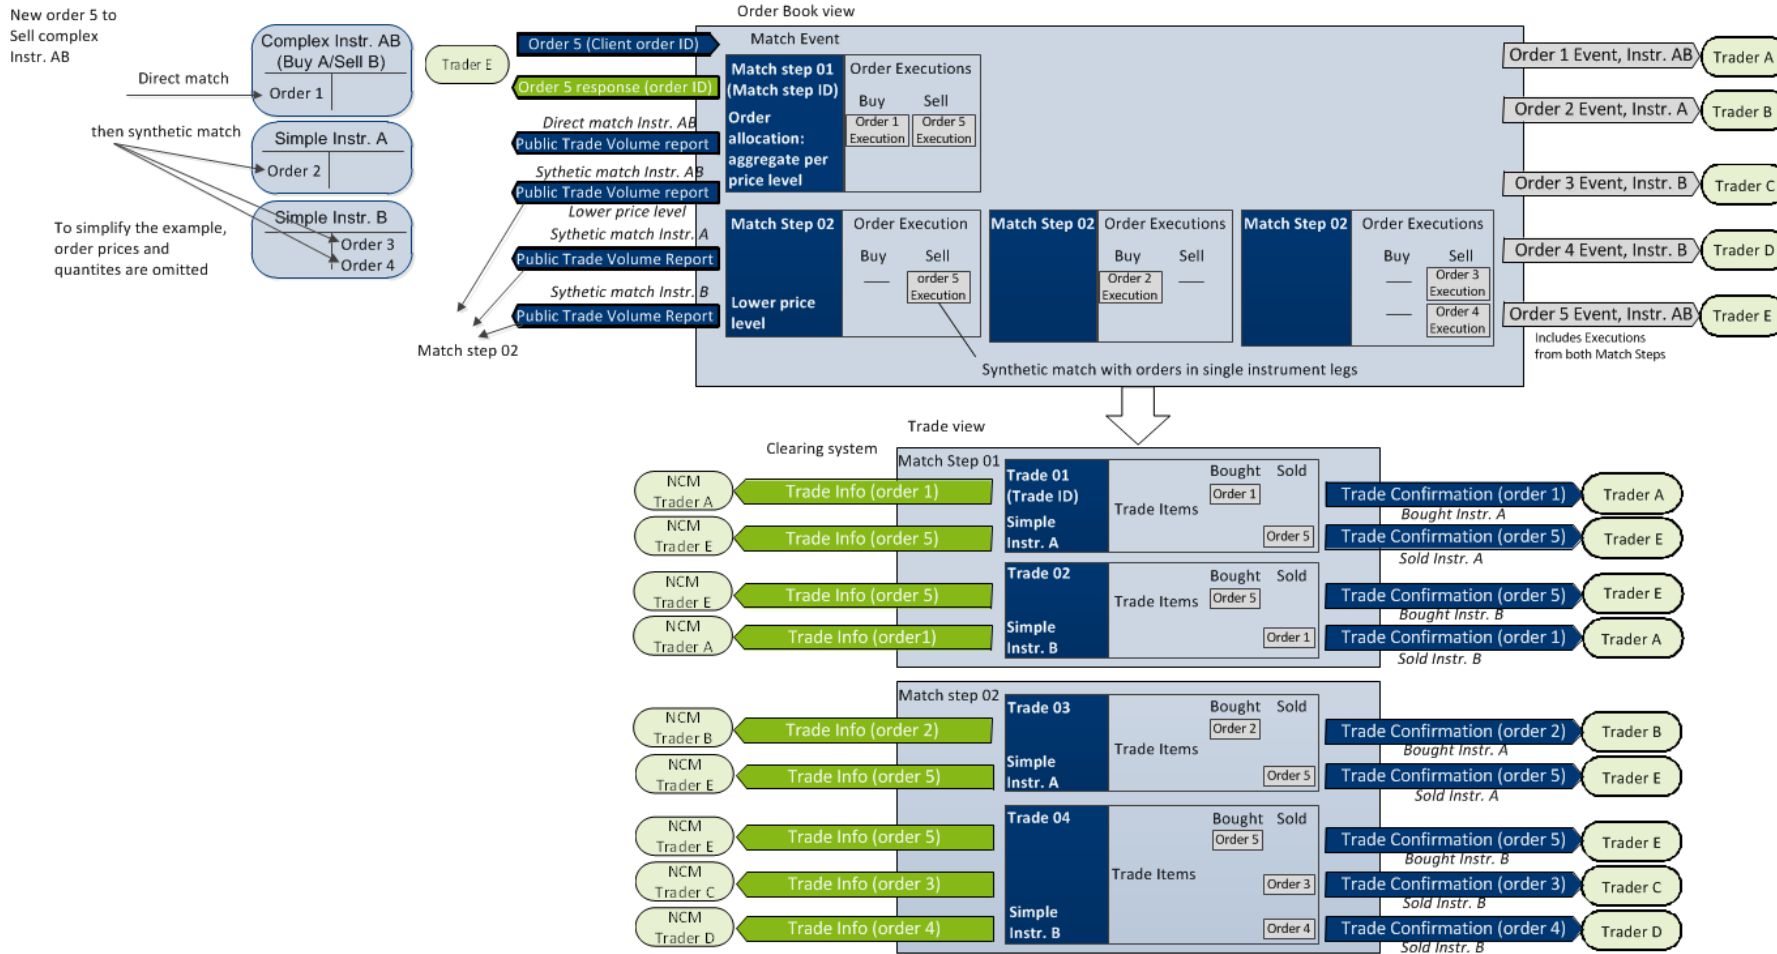 New order 5 to
Sell complex
Instr. AB
Direct match
then synthetic match
To simplify the example,
order prices and
quantites are omitted
Complex Instr. AB
(Buy A/Sell B)
Order 1
Simple Instr. A
Order 2
Simple Instr. B
Order 3
Order 4
Trader E
Order 5 (Client order ID)
Order 5 response (order ID)
Direct match Instr. AB
Public Trade Volume report
Sythetic match Instr. AB
Public Trade Volume report
Lower price level
Sythetic match Instr. A
Public Trade Volume Report
Sythetic match Instr. B
Public Trade Volume Report
Match step 02
Order Book view
Match Event
Match step 01
(Match step ID)
Order
allocation:
aggregate per
price level
Order Executions
Buy Sell
Order 1
Execution
Order 5
Execution
Match Step 02
Lower price
level
Order Execution
Buy Sell
order 5
Execution
Match Step 02
Order Executions
Buy Sell
Order 2
Execution
Match Step 02
Order Executions
Buy Sell
Order 3
Execution
Order 4
Execution
Synthetic match with orders in single instrument legs
Order 1 Event, Instr. AB
Trader A
Order 2 Event, Instr. A
Trader B
Order 3 Event, Instr. B
Trader C
Order 4 Event, Instr. B
Trader D
Order 5 Event, Instr. AB
Trader E
Includes Executions
from both Match Steps
Trade view
Clearing system
Match Step 01
NCM
Trader A
Trade Info (order 1)
NCM
Trader E
Trade Info (order 5)
Trade 01
(Trade ID)
Simple
Instr. A
Trade Items
Bought Sold
Order 1
Order 5
Trade Confirmation (order 1)
Trader A
Bought Instr. A
Trade Confirmation (order 5)
Trader E
Sold Instr. A
NCM
Trader E
Trade Info (order 5)
NCM
Trader A
Trade Info (order1)
Trade 02
Simple
Instr. B
Trade Items
Bought Sold
Order 5
Order 1
Trade Confirmation (order 5)
Trader E
Bought Instr. B
Trade Confirmation (order 1)
Trader A
Sold Instr. B
Match step 02
NCM
Trader B
Trade Info (order 2)
NCM
Trader E
Trade Info (order 5)
Trade 03
Simple
Instr. A
Trade Items
Bought Sold
Order 2
Order 5
Trade Confirmation (order 2)
Trader B
Bought Instr. A
Trade Confirmation (order 5)
Trader E
Sold Instr. A
NCM
Trader E
Trade Info (order 5)
NCM
Trader C
Trade Info (order 3)
NCM
Trader D
Trade Info (order 4)
Trade 04
Simple
Instr. B
Trade Items
Bought Sold
Order 5
Order 3
Order 4
Trade Confirmation (order 5)
Trader E
Bought Instr. B
Trade Confirmation (order 3)
Trader C
Sold Instr. B
Trade Confirmation (order 4)
Trader D
Sold Instr. B